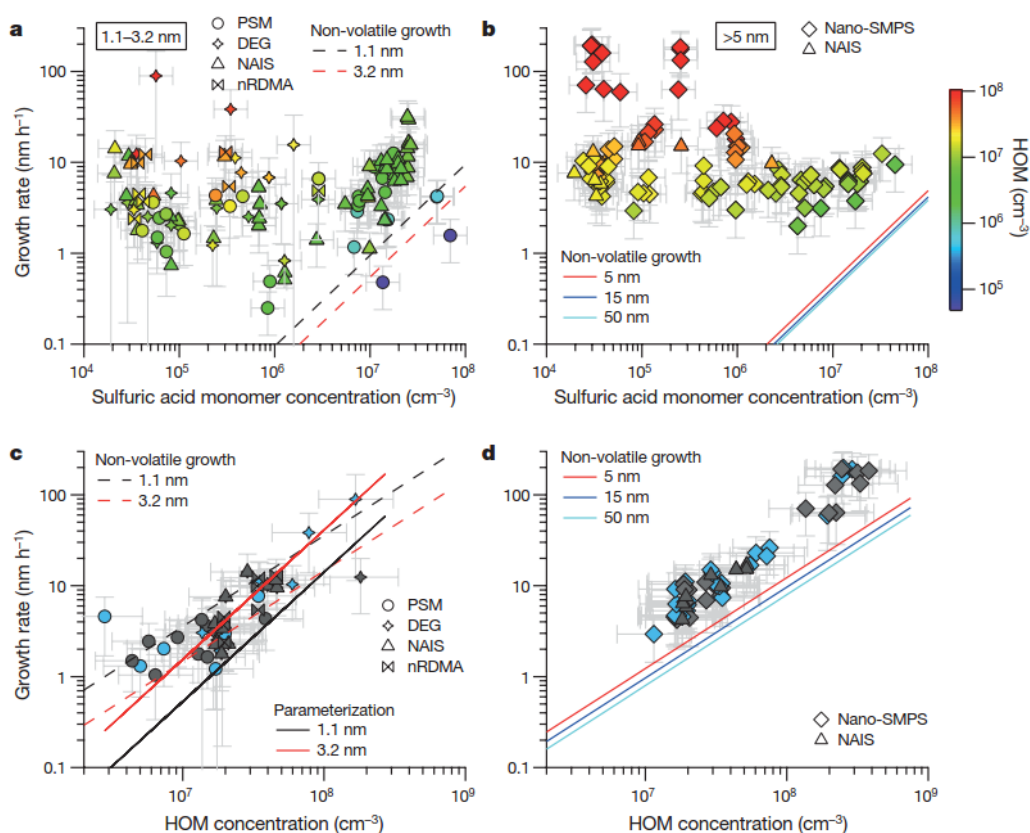 a
1.1–3.2 nm
PSM
DEG
NAIS
nRDMA
Non-volatile growth
1.1 nm
3.2 nm
Growth rate (nm h⁻¹)
100
10
1
0.1
10⁴
10⁵
10⁶
10⁷
10⁸
Sulfuric acid monomer concentration (cm⁻³)
b
>5 nm
Nano-SMPS
NAIS
100
10
1
0.1
Non-volatile growth
5 nm
15 nm
50 nm
10⁴
10⁵
10⁶
10⁷
10⁸
Sulfuric acid monomer concentration (cm⁻³)
10⁸
10⁷
10⁶
10⁵
HOM (cm⁻³)
c
Non-volatile growth
1.1 nm
3.2 nm
Growth rate (nm h⁻¹)
100
10
1
0.1
PSM
DEG
NAIS
nRDMA
Parameterization
1.1 nm
3.2 nm
10⁷
10⁸
10⁹
HOM concentration (cm⁻³)
d
Non-volatile growth
5 nm
15 nm
50 nm
100
10
1
0.1
Nano-SMPS
NAIS
10⁷
10⁸
10⁹
HOM concentration (cm⁻³)